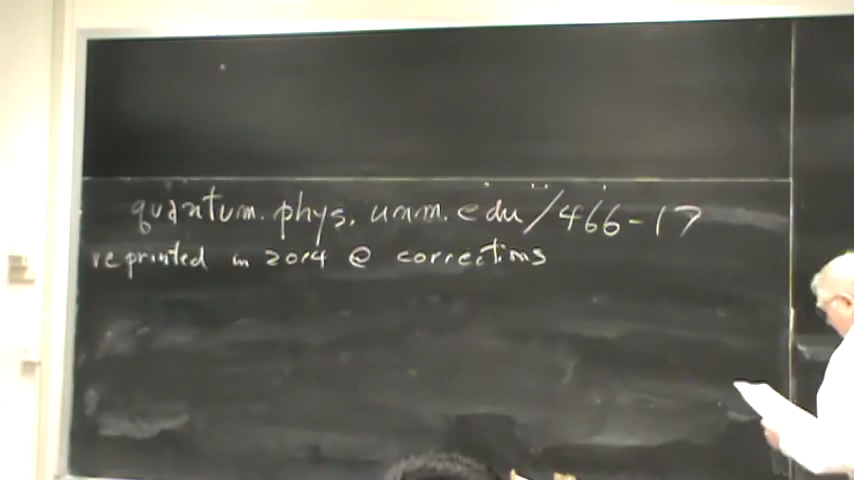 quantum.phys.unm.edu/466-17
reprinted in 2014 @ corrections